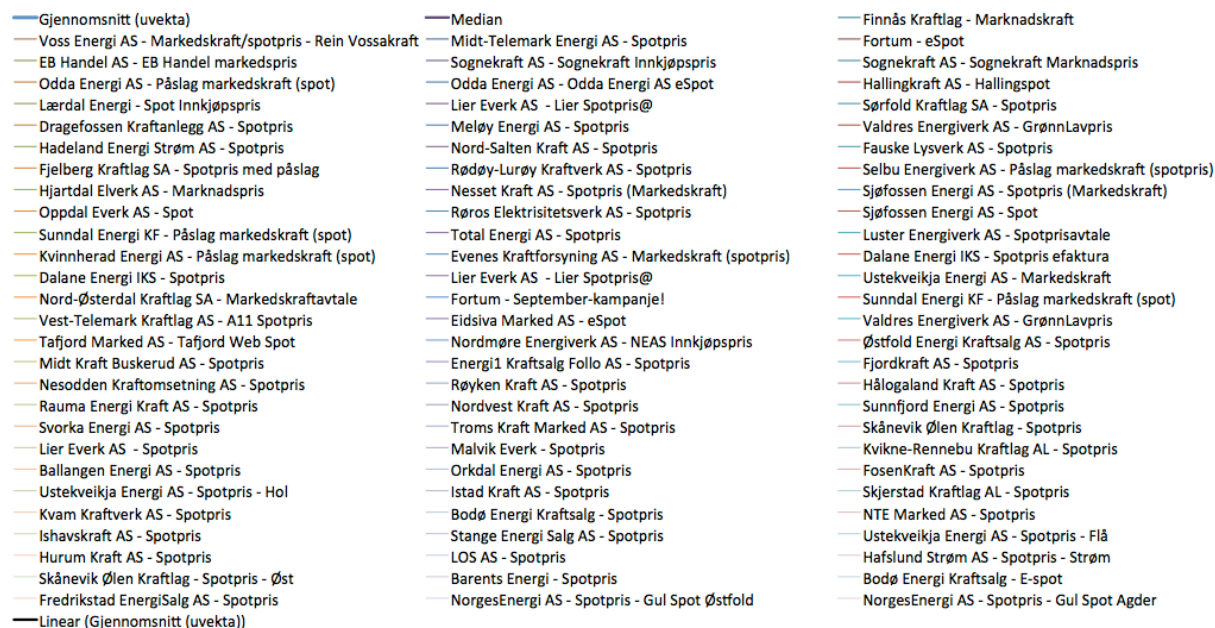 Gjennomsnitt (uvekta)
Median
Finnås Kraftlag - Marknadskraft
Voss Energi AS - Markedskraft/spotpris - Rein Vossakraft
Midt-Telemark Energi AS - Spotpris
Fortum - eSpot
EB Handel AS - EB Handel markedspris
Sognekraft AS - Sognekraft Innkjøpspris
Sognekraft AS - Sognekraft Marknadspris
Odda Energi AS - Påslag markedskraft (spot)
Odda Energi AS - Odda Energi AS eSpot
Hallingkraft AS - Hallingspot
Lærdal Energi - Spot Innkjøpspris
Lier Everk AS  - Lier Spotpris@
Sørfold Kraftlag SA - Spotpris
Dragefossen Kraftanlegg AS - Spotpris
Meløy Energi AS - Spotpris
Valdres Energiverk AS - GrønnLavpris
Hadeland Energi Strøm AS - Spotpris
Nord-Salten Kraft AS - Spotpris
Fauske Lysverk AS - Spotpris
Fjelberg Kraftlag SA - Spotpris med påslag
Rødøy-Lurøy Kraftverk AS - Spotpris
Selbu Energiverk AS - Påslag markedskraft (spotpris)
Hjartdal Elverk AS - Marknadspris
Nesset Kraft AS - Spotpris (Markedskraft)
Sjøfossen Energi AS - Spotpris (Markedskraft)
Oppdal Everk AS - Spot
Røros Elektrisitetsverk AS - Spotpris
Sjøfossen Energi AS - Spot
Sunndal Energi KF - Påslag markedskraft (spot)
Total Energi AS - Spotpris
Luster Energiverk AS - Spotprisavtale
Kvinnherad Energi AS - Påslag markedskraft (spot)
Evenes Kraftforsyning AS - Markedskraft (spotpris)
Dalane Energi IKS - Spotpris efaktura
Dalane Energi IKS - Spotpris
Lier Everk AS  - Lier Spotpris@
Ustekveikja Energi AS - Markedskraft
Nord-Østerdal Kraftlag SA - Markedskraftavtale
Fortum - September-kampanje!
Sunndal Energi KF - Påslag markedskraft (spot)
Vest-Telemark Kraftlag AS - A11 Spotpris
Eidsiva Marked AS - eSpot
Valdres Energiverk AS - GrønnLavpris
Tafjord Marked AS - Tafjord Web Spot
Nordmøre Energiverk AS - NEAS Innkjøpspris
Østfold Energi Kraftsalg AS - Spotpris
Midt Kraft Buskerud AS - Spotpris
Energi1 Kraftsalg Follo AS - Spotpris
Fjordkraft AS - Spotpris
Nesodden Kraftomsetning AS - Spotpris
Røyken Kraft AS - Spotpris
Hålogaland Kraft AS - Spotpris
Rauma Energi Kraft AS - Spotpris
Nordvest Kraft AS - Spotpris
Sunnfjord Energi AS - Spotpris
Svorka Energi AS - Spotpris
Troms Kraft Marked AS - Spotpris
Skånevik Ølen Kraftlag - Spotpris
Lier Everk AS  - Spotpris
Malvik Everk - Spotpris
Kvikne-Rennebu Kraftlag AL - Spotpris
Ballangen Energi AS - Spotpris
Orkdal Energi AS - Spotpris
FosenKraft AS - Spotpris
Ustekveikja Energi AS - Spotpris - Hol
Istad Kraft AS - Spotpris
Skjerstad Kraftlag AL - Spotpris
Kvam Kraftverk AS - Spotpris
Bodø Energi Kraftsalg - Spotpris
NTE Marked AS - Spotpris
Ishavskraft AS - Spotpris
Stange Energi Salg AS - Spotpris
Ustekveikja Energi AS - Spotpris - Flå
Hurum Kraft AS - Spotpris
LOS AS - Spotpris
Hafslund Strøm AS - Spotpris - Strøm
Skånevik Ølen Kraftlag - Spotpris - Øst
Barents Energi - Spotpris
Bodø Energi Kraftsalg - E-spot
Fredrikstad EnergiSalg AS - Spotpris
NorgesEnergi AS - Spotpris - Gul Spot Østfold
NorgesEnergi AS - Spotpris - Gul Spot Agder
Linear (Gjennomsnitt (uvekta))